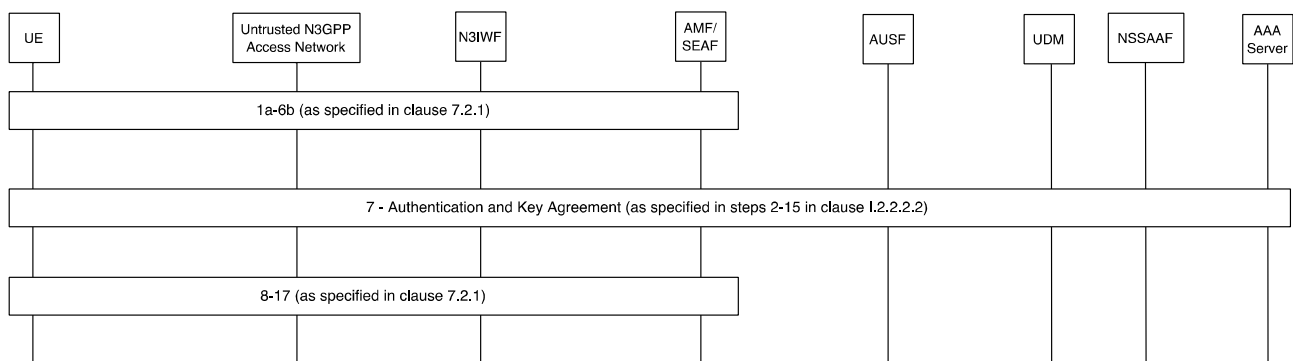 UE
Untrusted N3GPP
Access Network
N3IWF
AMF/
SEAF
AUSF
UDM
NSSAAF
AAA
Server
1a-6b (as specified in clause 7.2.1)
7 - Authentication and Key Agreement (as specified in steps 2-15 in clause I.2.2.2.2)
8-17 (as specified in clause 7.2.1)